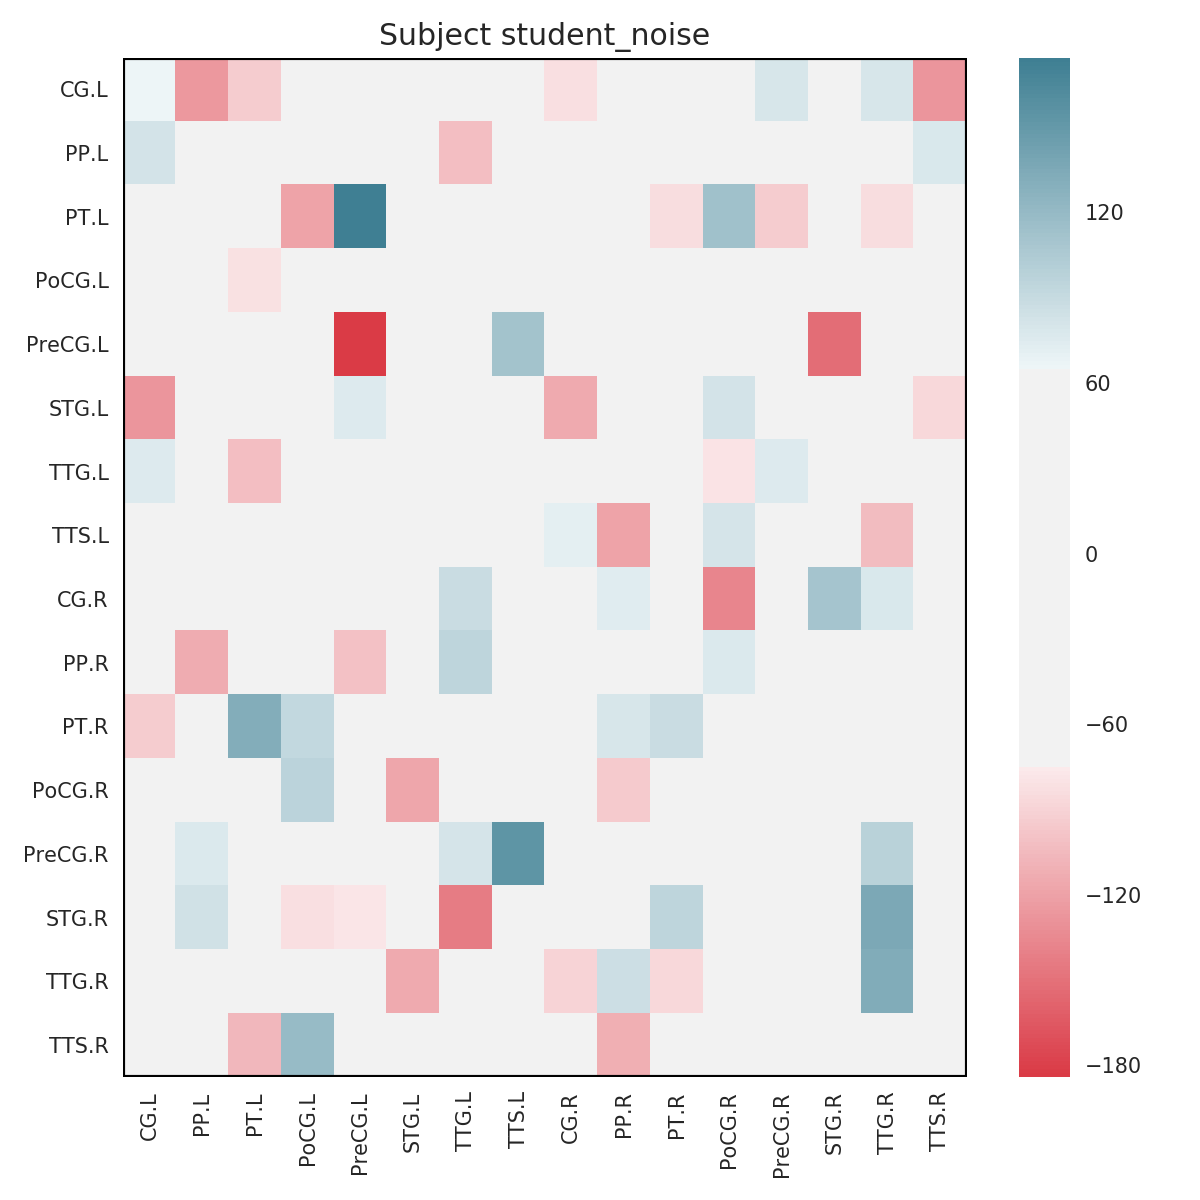 Subject student_noise
CG.L
PP.L
PT.L
PoCG.L
PreCG.L
STG.L
TTG.L
TTS.L
CG.R
PP.R
PT.R
PoCG.R
PreCG.R
STG.R
TTG.R
TTS.R
CG.L
PP.L
PT.L
PoCG.L
PreCG.L
STG.L
TTG.L
TTS.L
CG.R
PP.R
PT.R
PoCG.R
PreCG.R
STG.R
TTG.R
TTS.R
120
60
0
−60
−120
−180